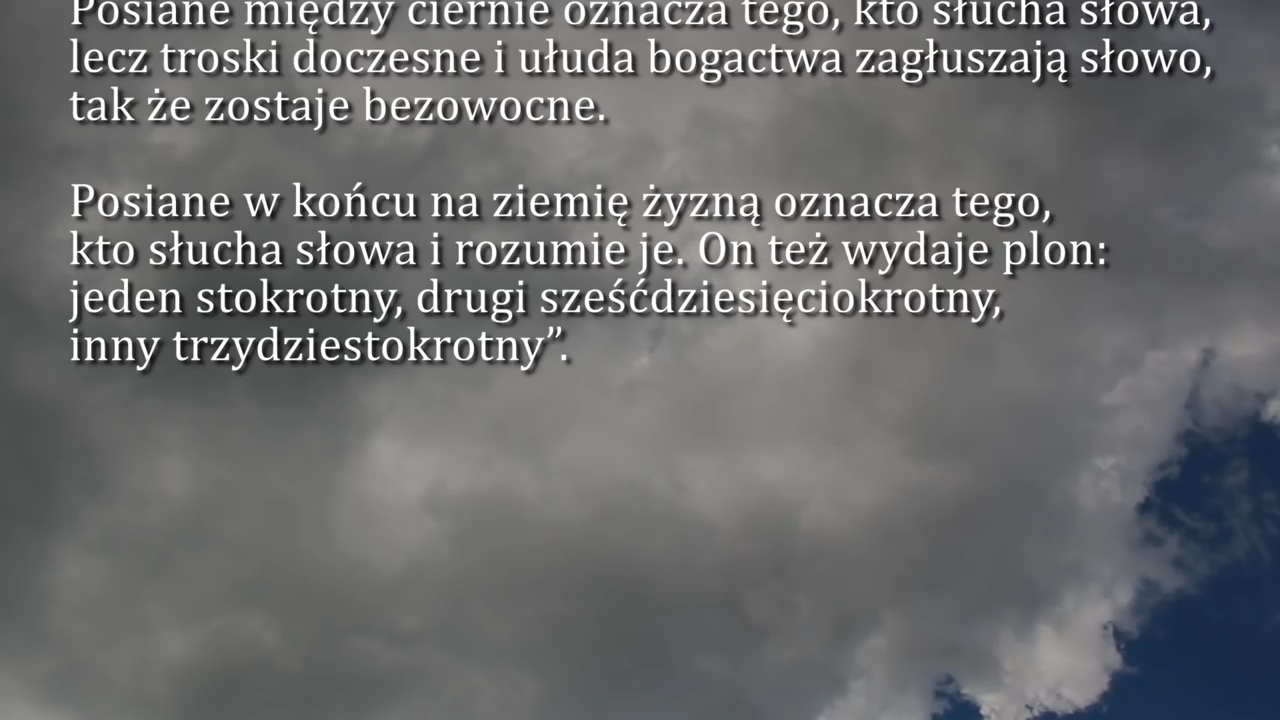 Posiane między ciernie oznacza tego, kto słucha słowa,
lecz troski doczesne i ułuda bogactwa zagłuszają słowo,
tak że zostaje bezowocne.
Posiane w końcu na ziemię żyzną oznacza tego,
kto słucha słowa i rozumie je. On też wydaje plon:
jeden stokrotny, drugi sześćdziesięciokrotny,
inny trzydziestokrotny”.